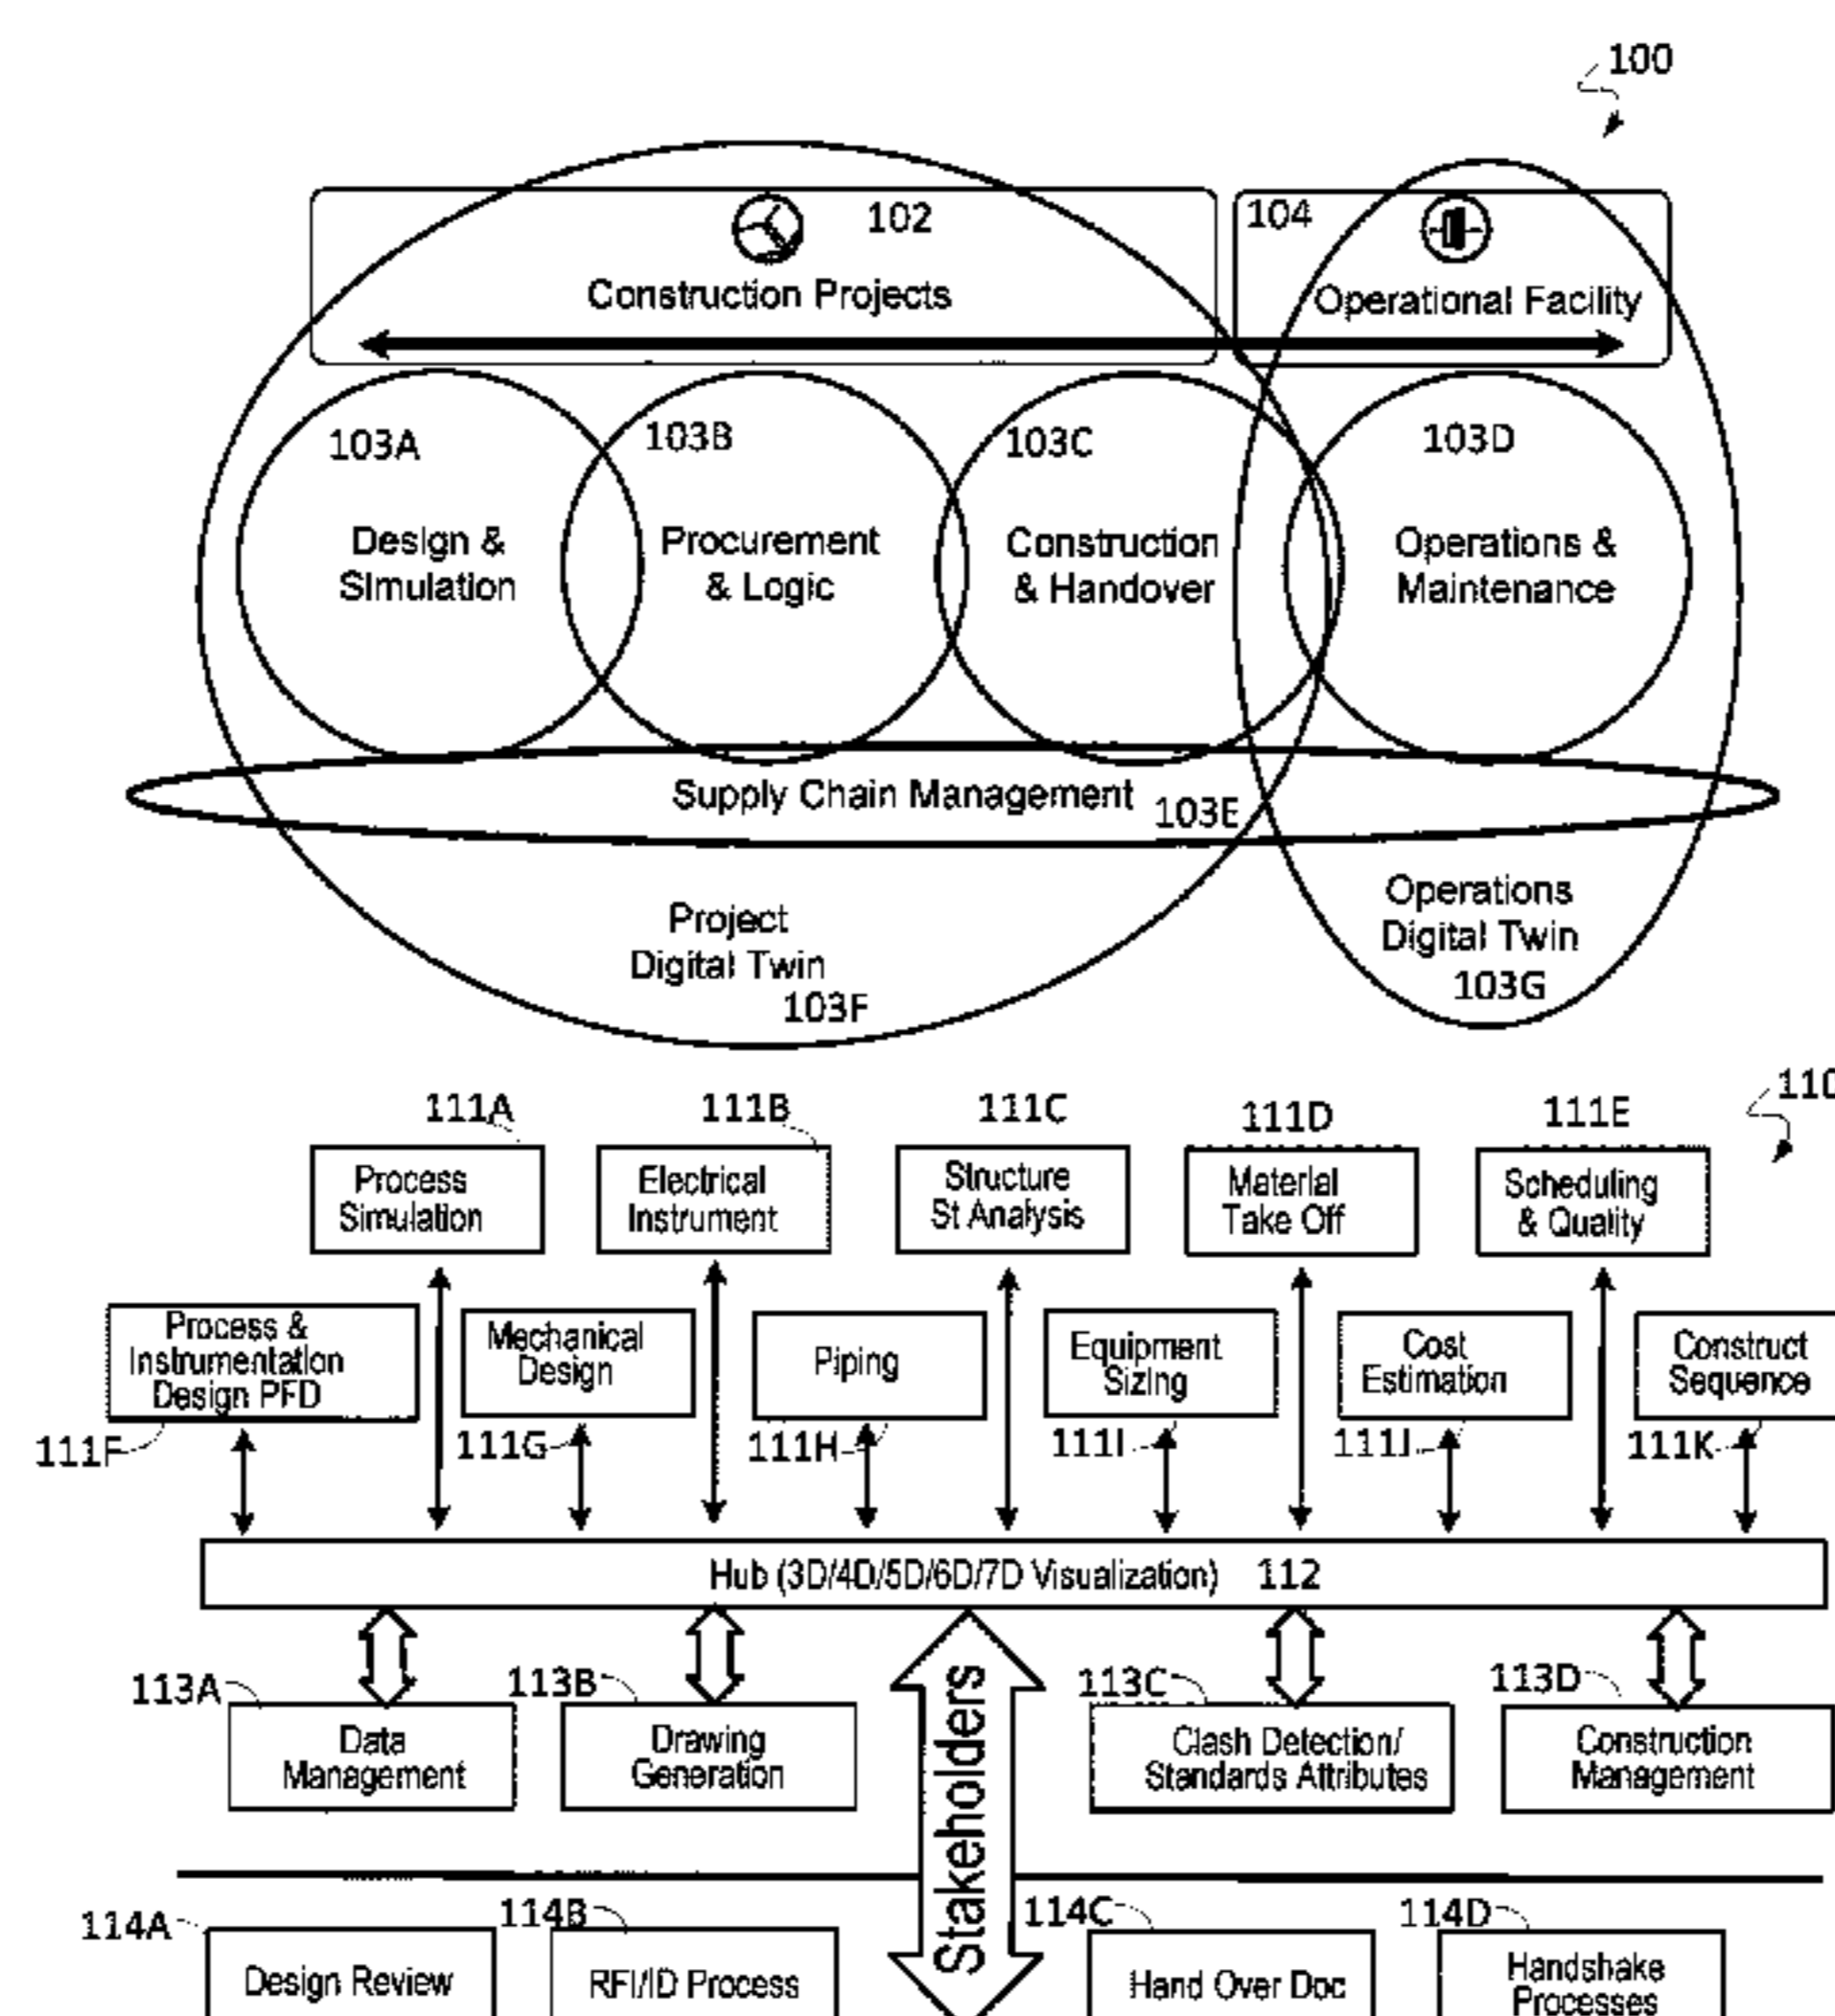 100
102
104
Construction Projects
Operational Facility
103A
103B
103C
103D
Design &
Simulation
Procurement
& Logic
Construction
& Handover
Operations &
Maintenance
Supply Chain Management
103E
Project
Digital Twin
103F
Operations
Digital Twin
103G
110
111A
111B
111C
111D
111E
Process
Simulation
Electrical
Instrument
Structure
St Analysis
Material
Take Off
Scheduling
& Quality
Process &
Instrumentation
Design PFD
Mechanical
Design
Piping
Equipment
Sizing
Cost
Estimation
Construct
Sequence
111F
111G
111H
111I
111J
111K
Hub (3D/4D/5D/6D/7D Visualization) 112
113A
113B
113C
113D
Data
Management
Drawing
Generation
Stakeholders
Clash Detection/
Standards Attributes
Construction
Management
114A
114B
114C
114D
Design Review
RFI/ID Process
Hand Over Doc
Handshake
Processes